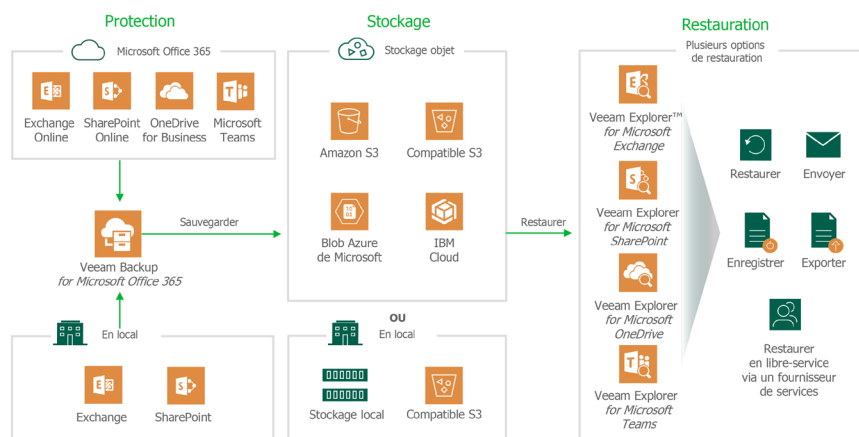 Protection
Microsoft Office 365
Exchange
Online
SharePoint
Online
OneDrive
for Business
Microsoft
Teams
Sauvegarder
Veeam Backup
for Microsoft Office 365
En local
Exchange
SharePoint
Stockage
Stockage objet
Amazon S3
Compatible S3
Blob Azure
de Microsoft
IBM
Cloud
OU
En local
Stockage local
Compatible S3
Restaurer
Restauration
Plusieurs options
de restauration
Veeam Explorer™
for Microsoft
Exchange
Veeam Explorer
for Microsoft
SharePoint
Veeam Explorer
for Microsoft
OneDrive
Veeam Explorer
for Microsoft
Teams
Restaurer
Envoyer
Enregistrer
Exporter
Restaurer
en libre-service
via un fournisseur
de services